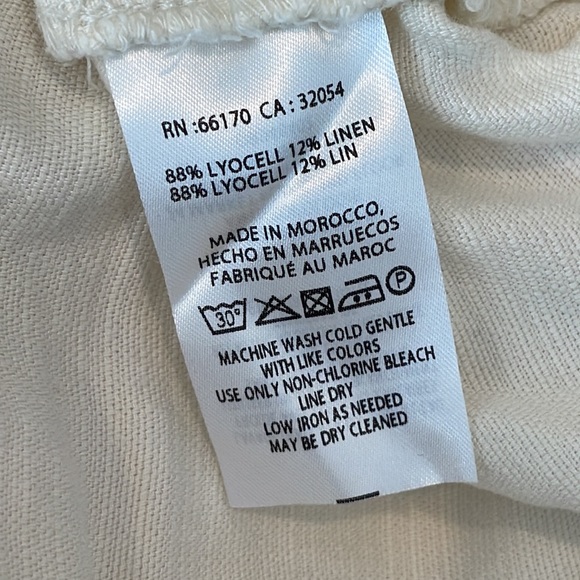 RN :66170 CA : 32054
88% LYOCELL 12% LINEN
88% LYOCELL 12% LIN
MADE IN MOROCCO,
HECHO EN MARRUECOS
FABRIQUÉ AU MAROC
30° P
MACHINE WASH COLD GENTLE
WITH LIKE COLORS
USE ONLY NON-CHLORINE BLEACH
LINE DRY
LOW IRON AS NEEDED
MAY BE DRY CLEANED